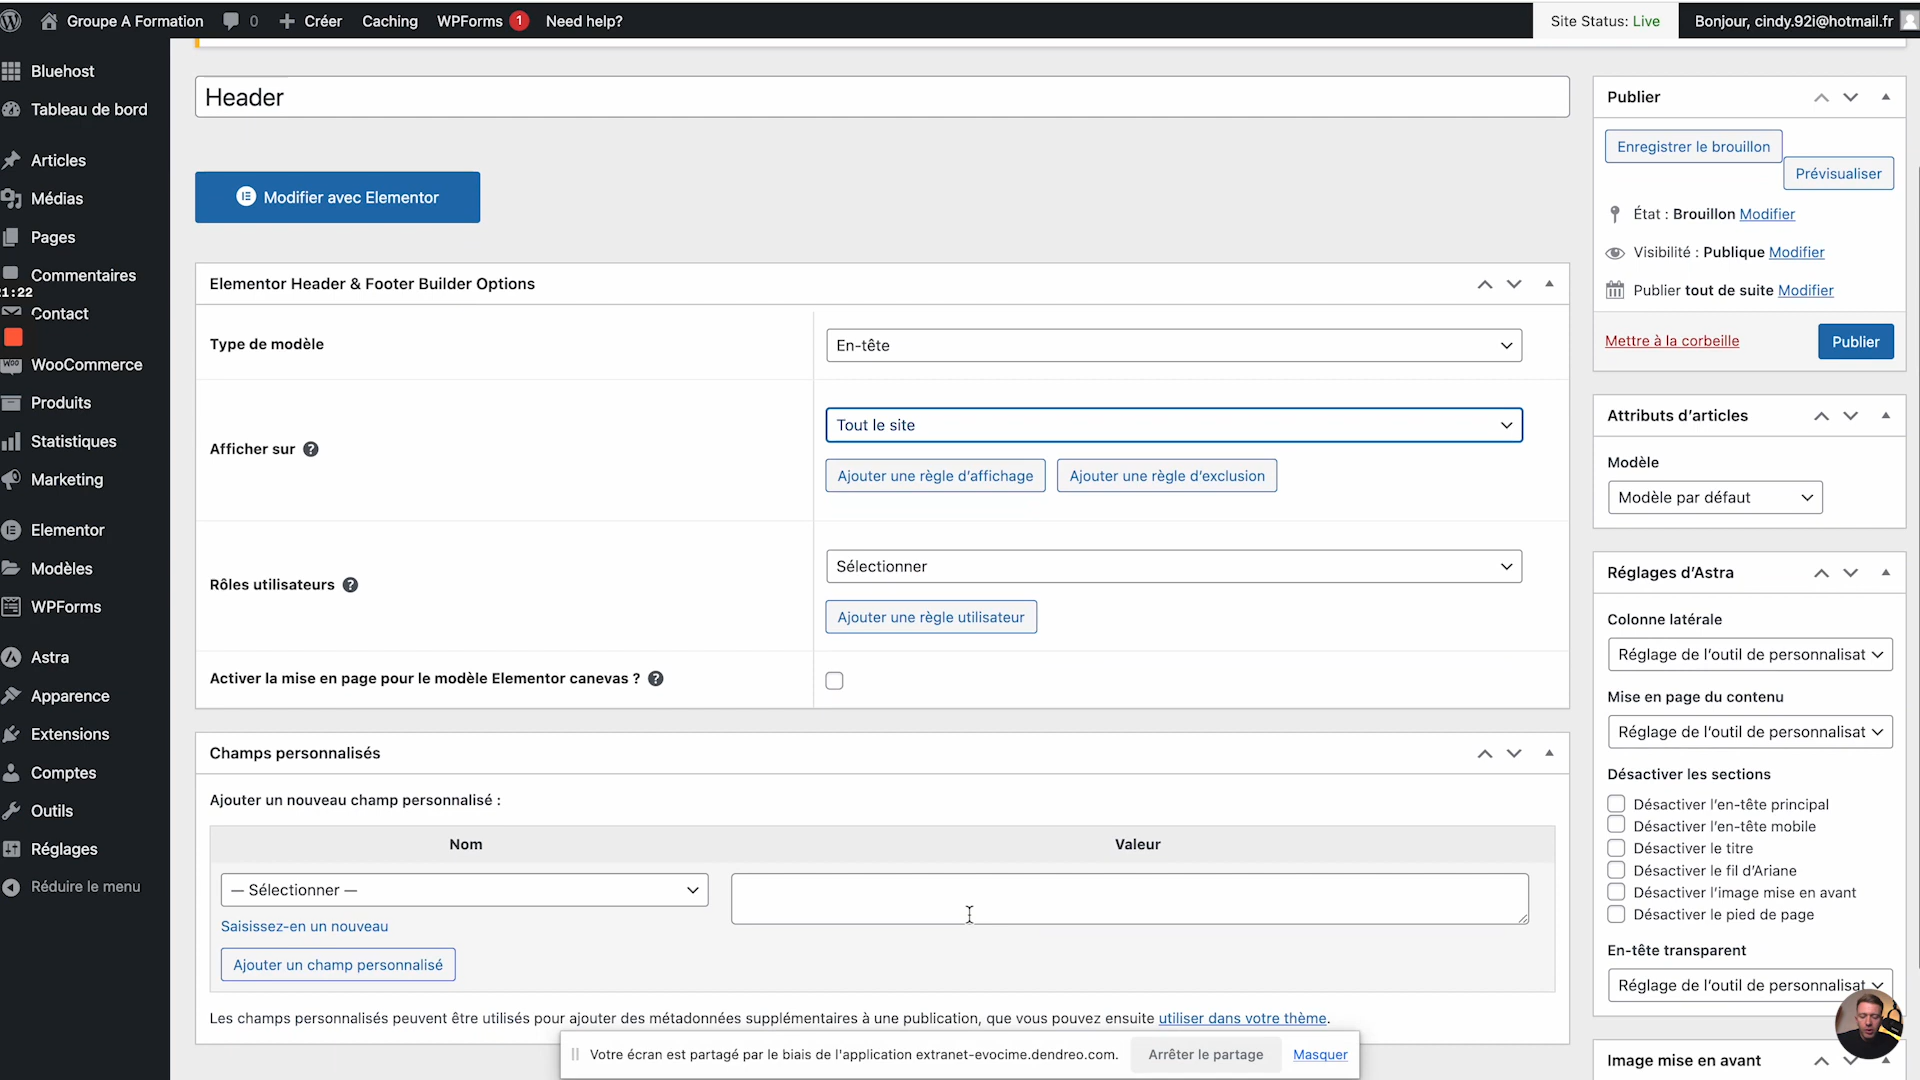 Groupe A Formation
0
Créer
Caching
WPForms 1
Need help?
Site Status: Live
Bonjour, cindy.92i@hotmail.fr
Bluehost
Tableau de bord
Articles
Médias
Pages
Commentaires
1:22
Contact
WooCommerce
Produits
Statistiques
Marketing
Elementor
Modèles
WPForms
Astra
Apparence
Extensions
Comptes
Outils
Réglages
Réduire le menu
Header
Modifier avec Elementor
Elementor Header & Footer Builder Options
Type de modèle
En-tête
Afficher sur
Tout le site
Ajouter une règle d'affichage
Ajouter une règle d'exclusion
Rôles utilisateurs
Sélectionner
Ajouter une règle utilisateur
Activer la mise en page pour le modèle Elementor canevas ?
Champs personnalisés
Ajouter un nouveau champ personnalisé :
Nom
Valeur
— Sélectionner —
Saisissez-en un nouveau
Ajouter un champ personnalisé
Les champs personnalisés peuvent être utilisés pour ajouter des métadonnées supplémentaires à une publication, que vous pouvez ensuite utiliser dans votre thème.
Votre écran est partagé par le biais de l'application extranet-evocime.dendreo.com.
Arrêter le partage
Masquer
Publier
Enregistrer le brouillon
Prévisualiser
État : Brouillon Modifier
Visibilité : Publique Modifier
Publier tout de suite Modifier
Mettre à la corbeille
Publier
Attributs d'articles
Modèle
Modèle par défaut
Réglages d'Astra
Colonne latérale
Réglage de l'outil de personnalisat
Mise en page du contenu
Réglage de l'outil de personnalisat
Désactiver les sections
Désactiver l'en-tête principal
Désactiver l'en-tête mobile
Désactiver le titre
Désactiver le fil d'Ariane
Désactiver l'image mise en avant
Désactiver le pied de page
En-tête transparent
Réglage de l'outil de personnalisat
Image mise en avant